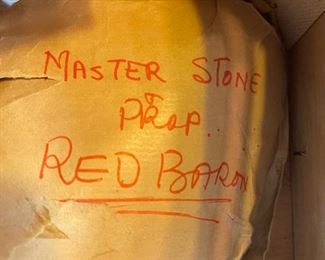 MASTER STONE
& PROP.
RED BARON